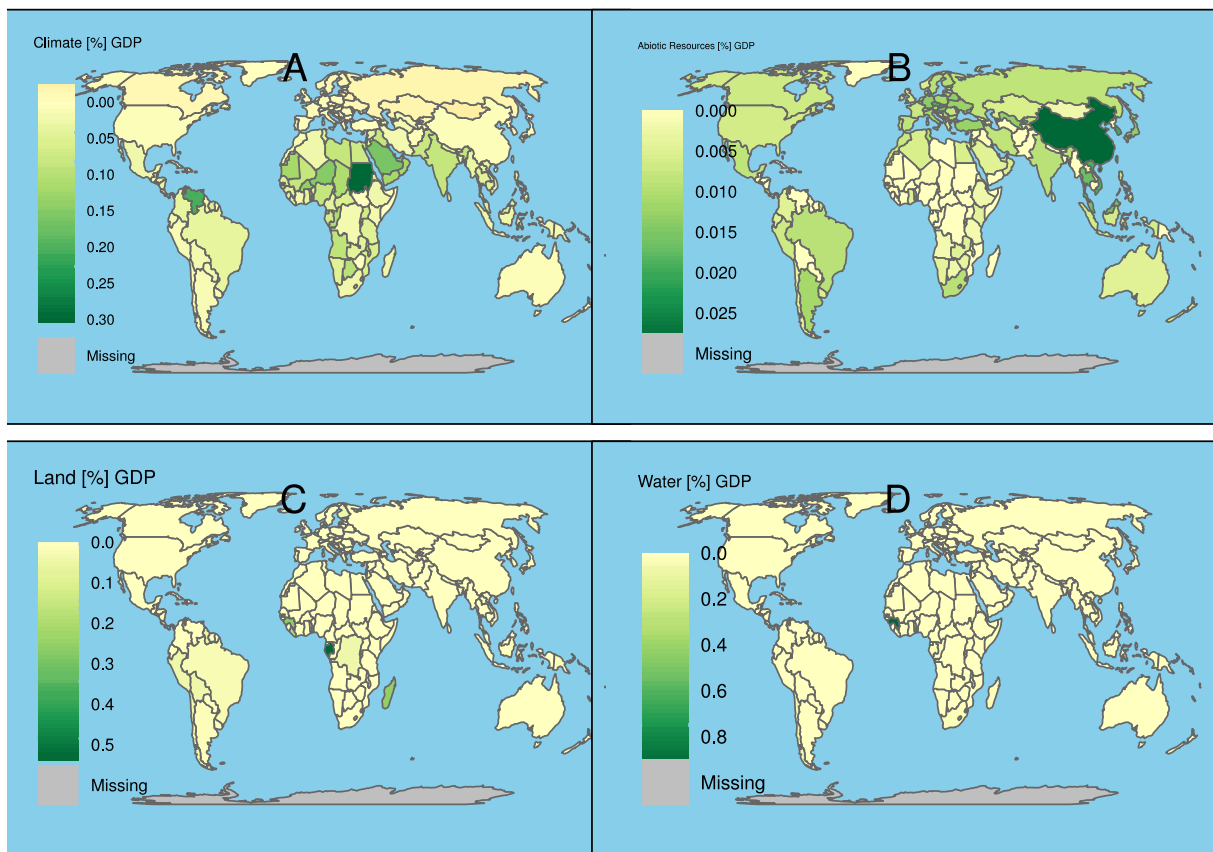 Climate [%] GDP
A
0.00
0.05
0.10
0.15
0.20
0.25
0.30
Missing
Abiotic Resources [%] GDP
B
0.000
0.005
0.010
0.015
0.020
0.025
Missing
Land [%] GDP
C
0.0
0.1
0.2
0.3
0.4
0.5
Missing
Water [%] GDP
D
0.0
0.2
0.4
0.6
0.8
Missing